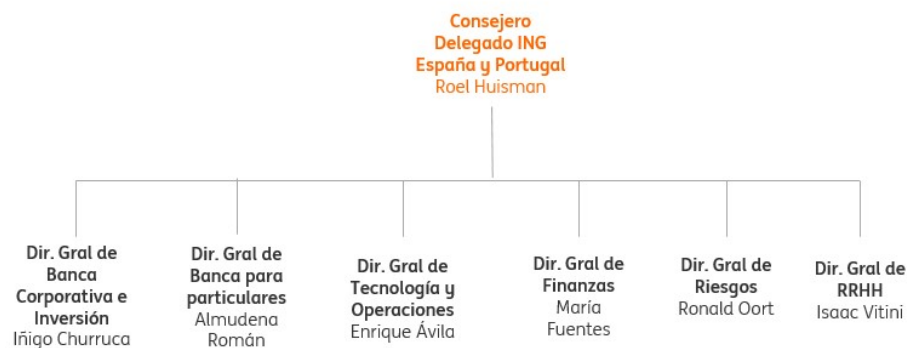 Consejero
Delegado ING
España y Portugal
Roel Huisman
Dir. Gral de
Banca
Corporativa e
Inversión
Iñigo Churruca
Dir. Gral de
Banca para
particulares
Almudena
Román
Dir. Gral de
Tecnología y
Operaciones
Enrique Ávila
Dir. Gral de
Finanzas
María
Fuentes
Dir. Gral de
Riesgos
Ronald Oort
Dir. Gral de
RRHH
Isaac Vitini